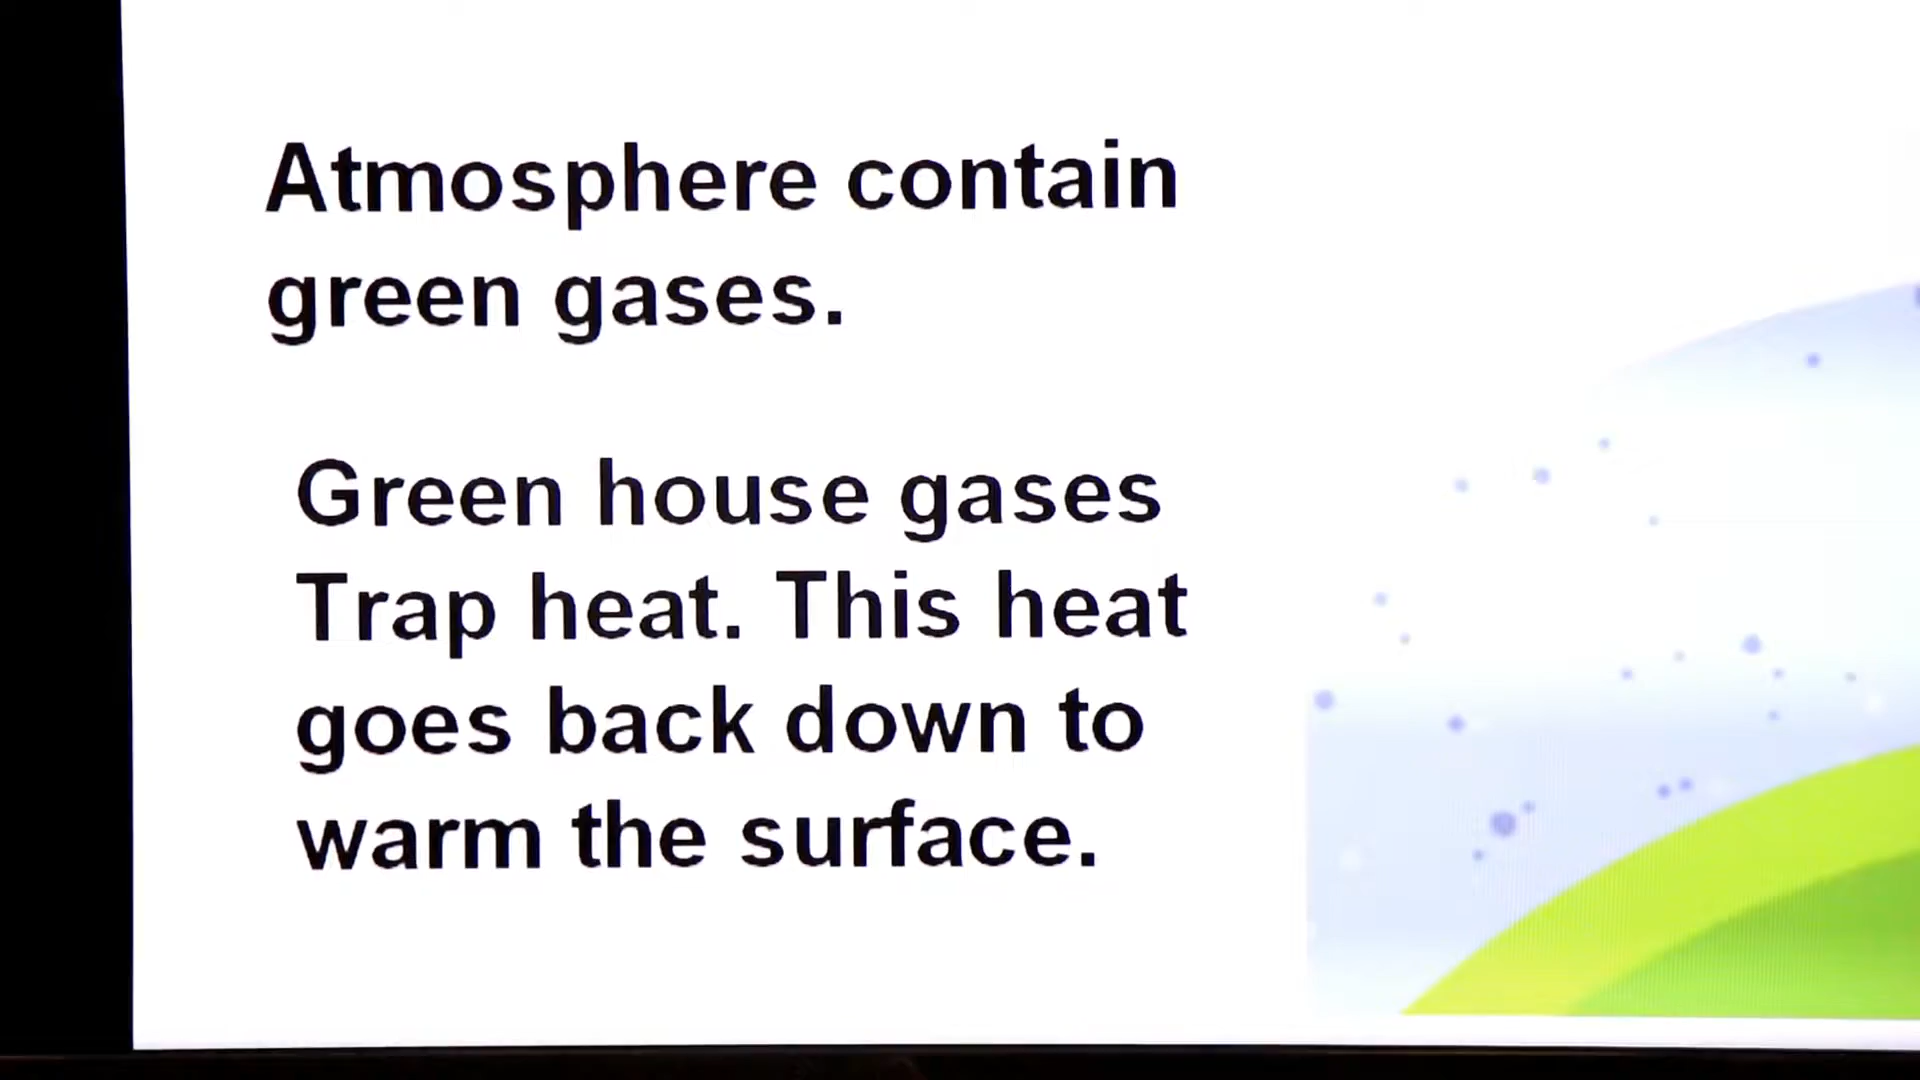 Atmosphere contain
green gases.
Green house gases
Trap heat. This heat
goes back down to
warm the surface.